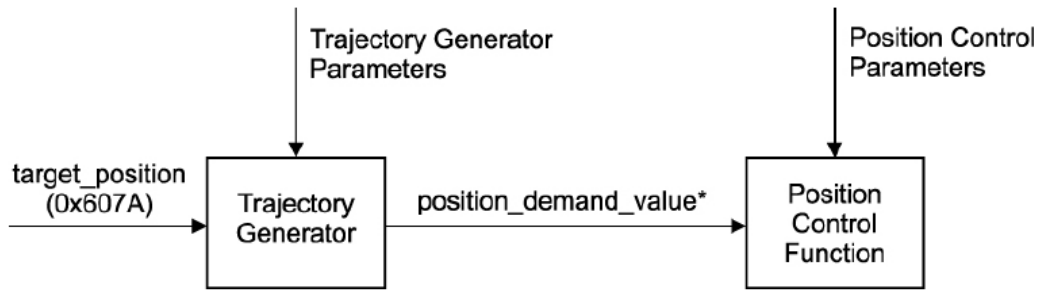 Trajectory Generator
Parameters
Position Control
Parameters
target_position
(0x607A)
Trajectory
Generator
position_demand_value*
Position
Control
Function